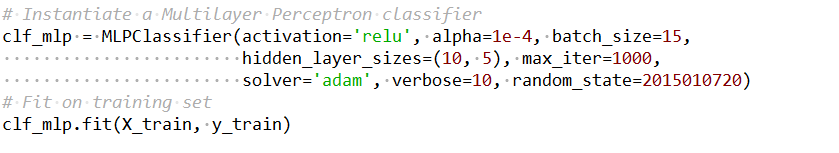 # Instantiate a Multilayer Perceptron classifier
clf_mlp = MLPClassifier(activation='relu', alpha=1e-4, batch_size=15,
                        hidden_layer_sizes=(10, 5), max_iter=1000,
                        solver='adam', verbose=10, random_state=2015010720)
# Fit on training set
clf_mlp.fit(X_train, y_train)